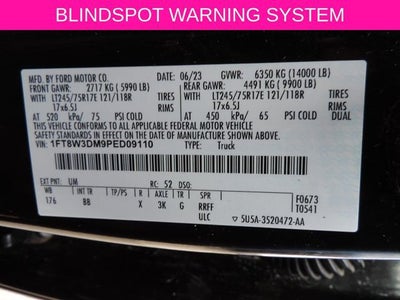 BLINDSPOT WARNING SYSTEM
MFD. BY FORD MOTOR CO. 06/23 GVWR: 6350 KG (14000 LB)
FRONT GAWR: 2717 KG ( 5990 LB) REAR GAWR: 4491 KG ( 9900 LB)
WITH LT245/75R17E 121/118R TIRES WITH LT245/75R17E 121/118R TIRES
17x6.5J RIMS 17x6.5J RIMS
AT 520 kPa/ 75 PSI COLD AT 450 kPa/ 65 PSI COLD DUAL
THIS VEHICLE CONFORMS TO ALL APPLICABLE FEDERAL MOTOR VEHICLE
SAFETY STANDARDS IN EFFECT ON THE DATE OF MANUFACTURE SHOWN ABOVE.
VIN: 1FT8W3DM9PED09110 TYPE: Truck
EXT PNT: UM RC: 52 DSO: F0673
WB INT TR TP/PS R AXLE TR SPR T0541
176 BB X 3K G RRFF
ULC 5U5A-3520472-AA